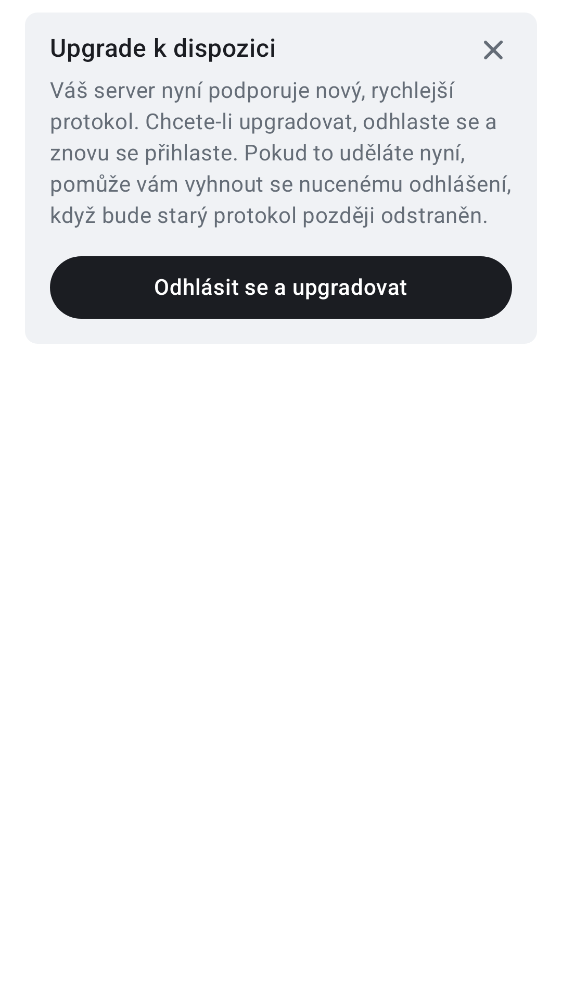 Upgrade k dispozici
Váš server nyní podporuje nový, rychlejší
protokol. Chcete-li upgradovat, odhlaste se a
znovu se přihlaste. Pokud to uděláte nyní,
pomůže vám vyhnout se nucenému odhlášení,
když bude starý protokol později odstraněn.
Odhlásit se a upgradovat